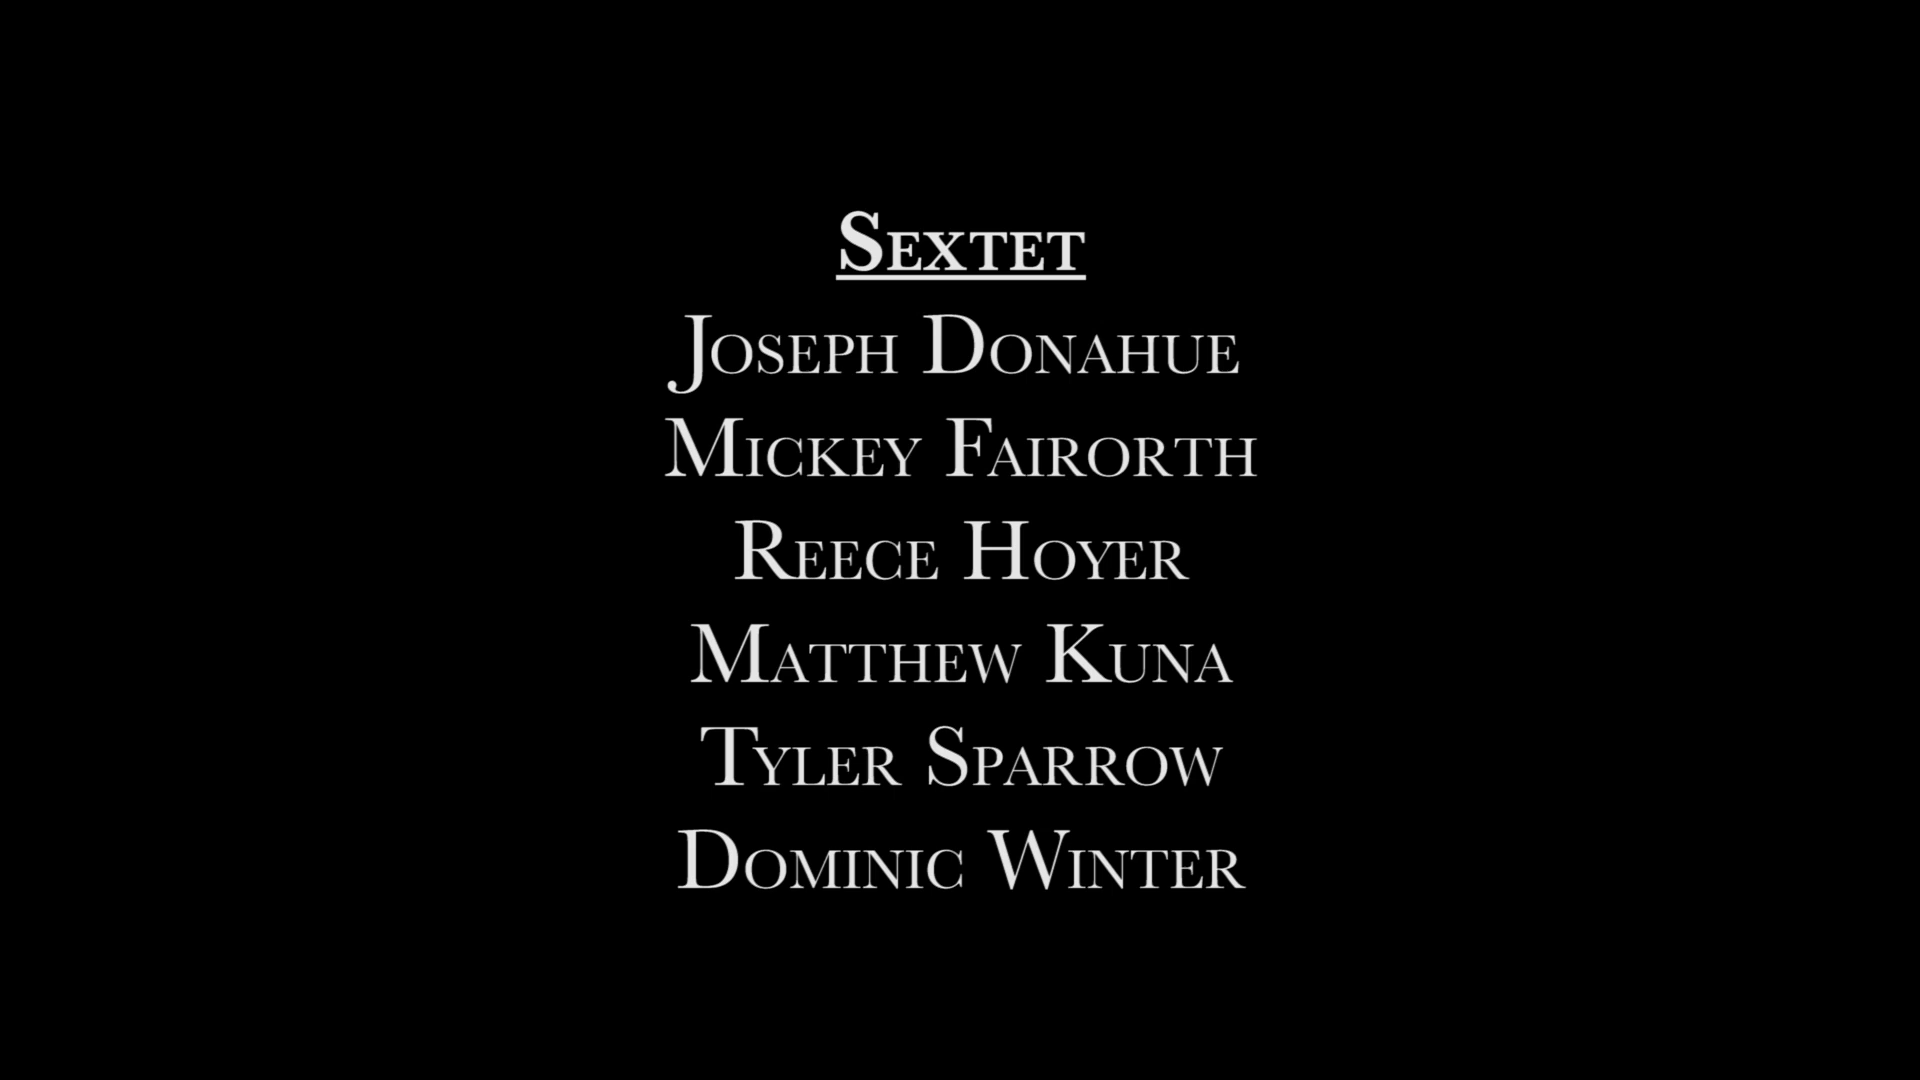 Sextet
Joseph Donahue
Mickey Fairorth
Reece Hoyer
Matthew Kuna
Tyler Sparrow
Dominic Winter